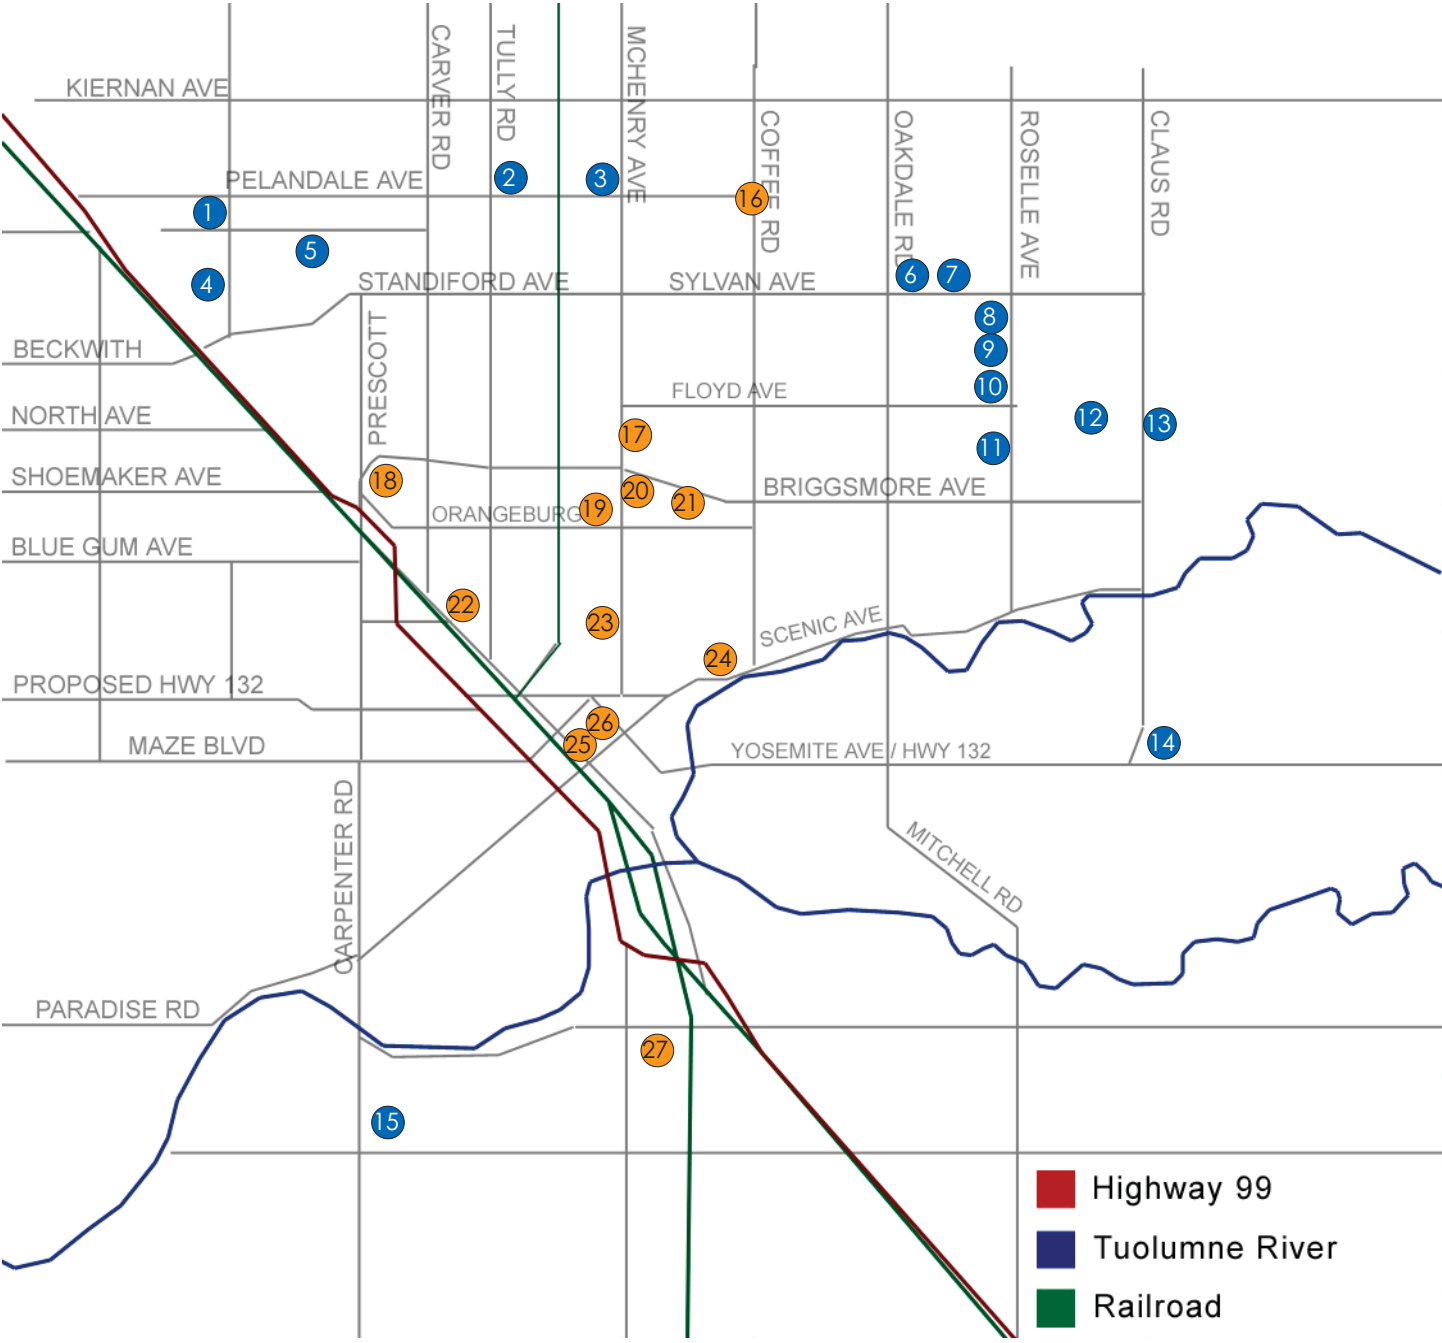 CARVER RD
TULLY RD
MCHENRY AVE
KIERNAN AVE
COFFEE RD
OAKDALE RD
ROSELLE AVE
CLAUS RD
PELANDALE AVE
2
3
16
1
5
4
6
7
STANDIFORD AVE
SYLVAN AVE
8
BECKWITH
PRESCOTT
9
10
FLOYD AVE
NORTH AVE
12
13
17
11
SHOEMAKER AVE
18
20
21
BRIGGSMORE AVE
ORANGEBURG
19
BLUE GUM AVE
22
23
SCENIC AVE
24
PROPOSED HWY 132
26
MAZE BLVD
25
YOSEMITE AVE / HWY 132
14
CARPENTER RD
MITCHELL RD
PARADISE RD
27
15
Highway 99
Tuolumne River
Railroad